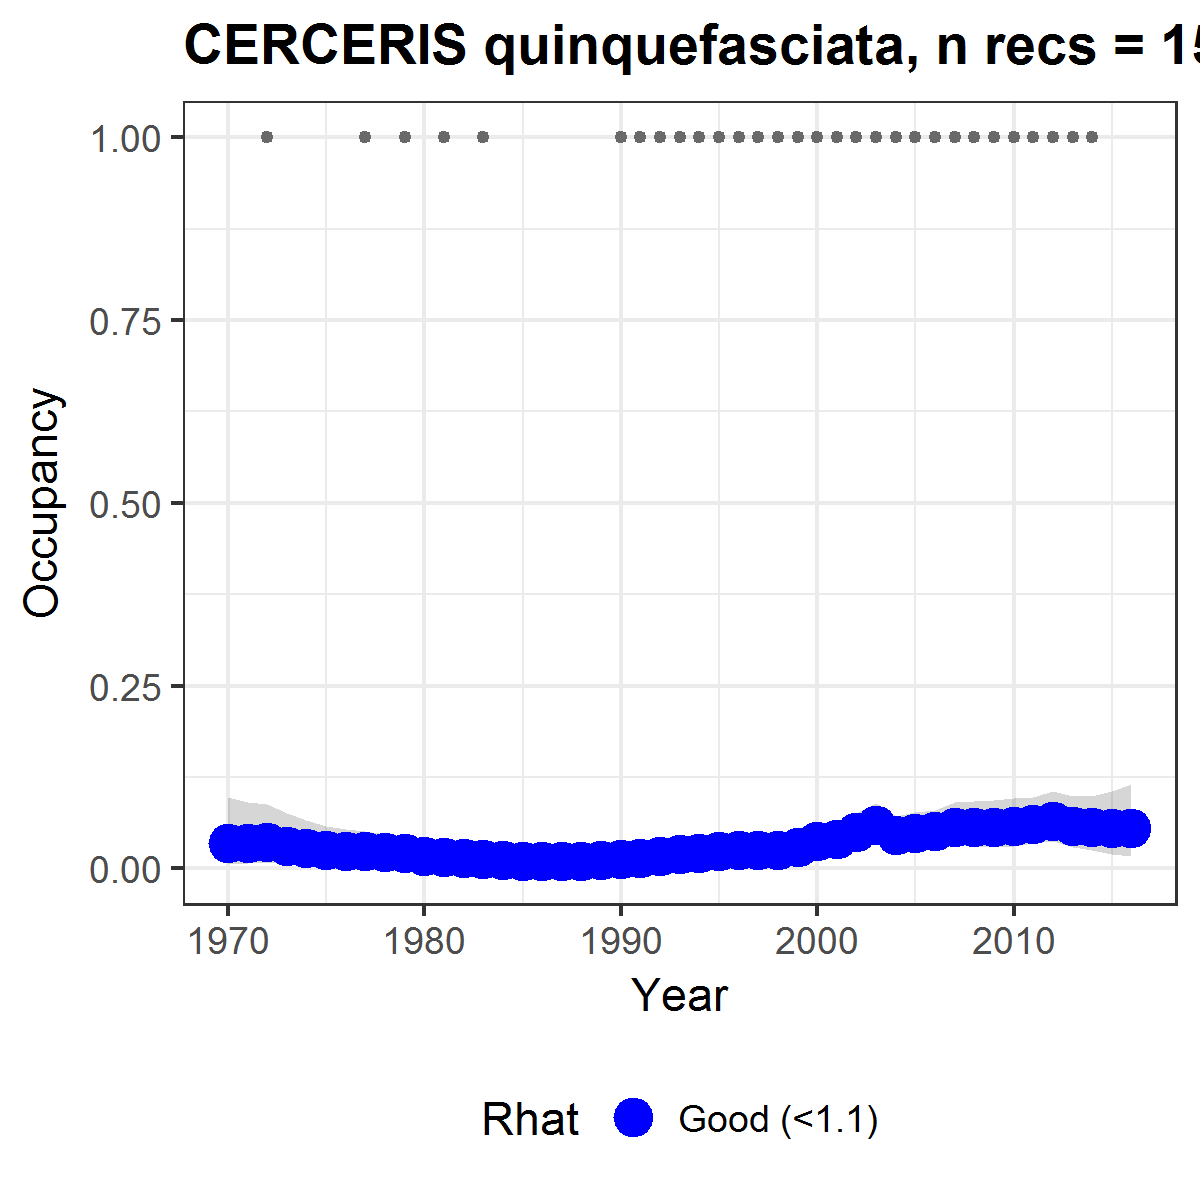 CERCERIS quinquefasciata, n recs = 15
1.00
0.75
0.50
0.25
0.00
Occupancy
1970 1980 1990 2000 2010
Year
Rhat Good (<1.1)